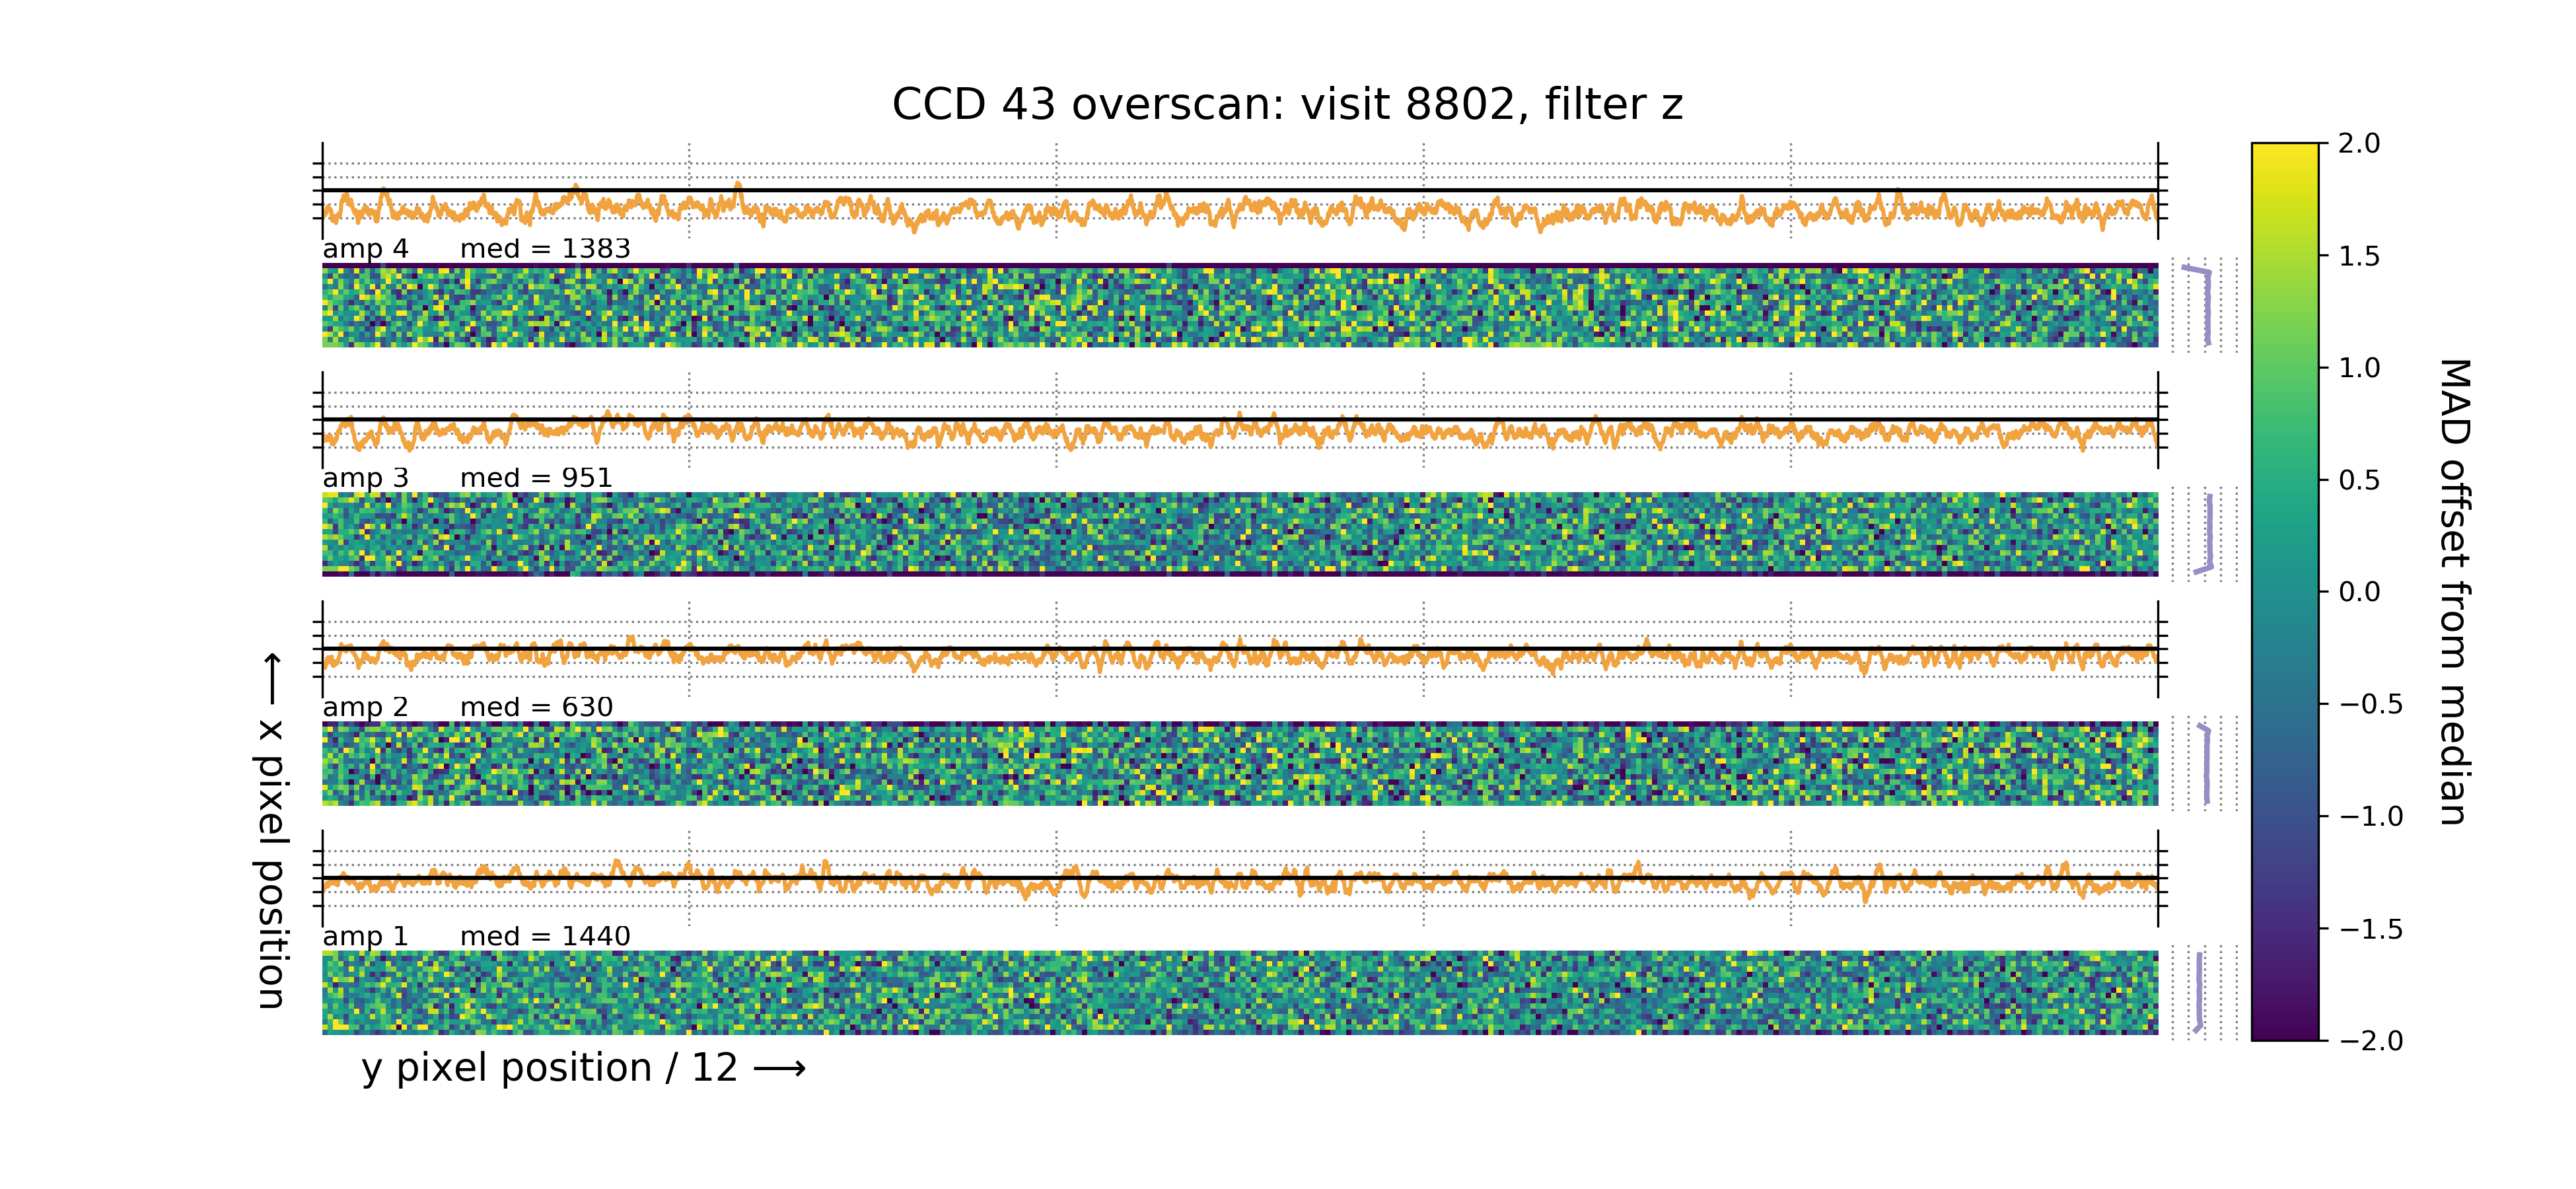 CCD 43 overscan: visit 8802, filter z
amp 4 med = 1383
amp 3 med = 951
amp 2 med = 630
amp 1 med = 1440
⟵ x pixel position
y pixel position / 12 ⟶
2.0
1.5
1.0
0.5
0.0
−0.5
−1.0
−1.5
−2.0
MAD offset from median